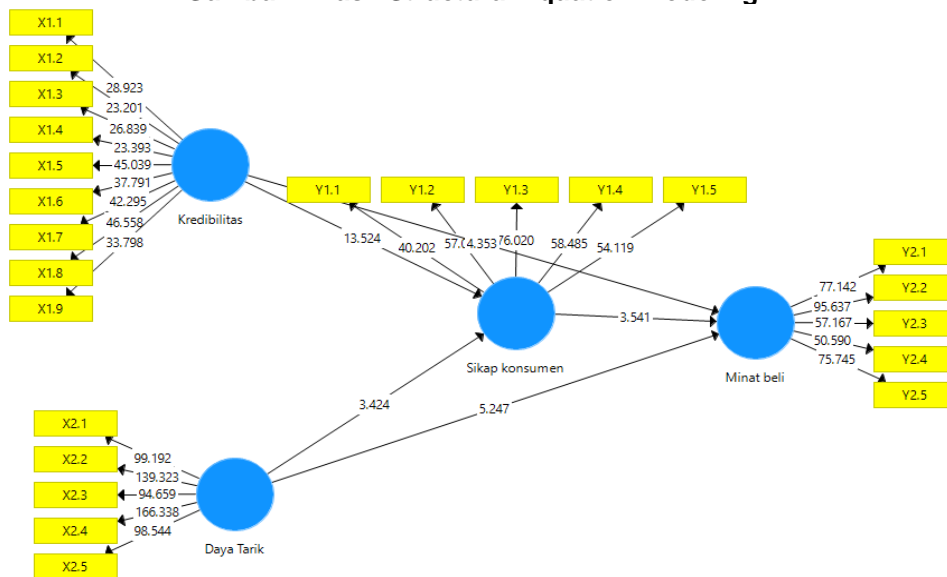 X1.1
X1.2
X1.3
X1.4
X1.5
X1.6
X1.7
X1.8
X1.9
28.923
23.201
26.839
23.393
45.039
37.791
42.295
46.558
33.798
Kredibilitas
Y1.1
Y1.2
Y1.3
Y1.4
Y1.5
13.524
40.202
4.353
76.020
58.485
54.119
Sikap konsumen
3.541
Y2.1
Y2.2
Y2.3
Y2.4
Y2.5
77.142
95.637
57.167
50.590
75.745
Minat beli
3.424
5.247
X2.1
X2.2
X2.3
X2.4
X2.5
99.192
139.323
94.659
166.338
98.544
Daya Tarik